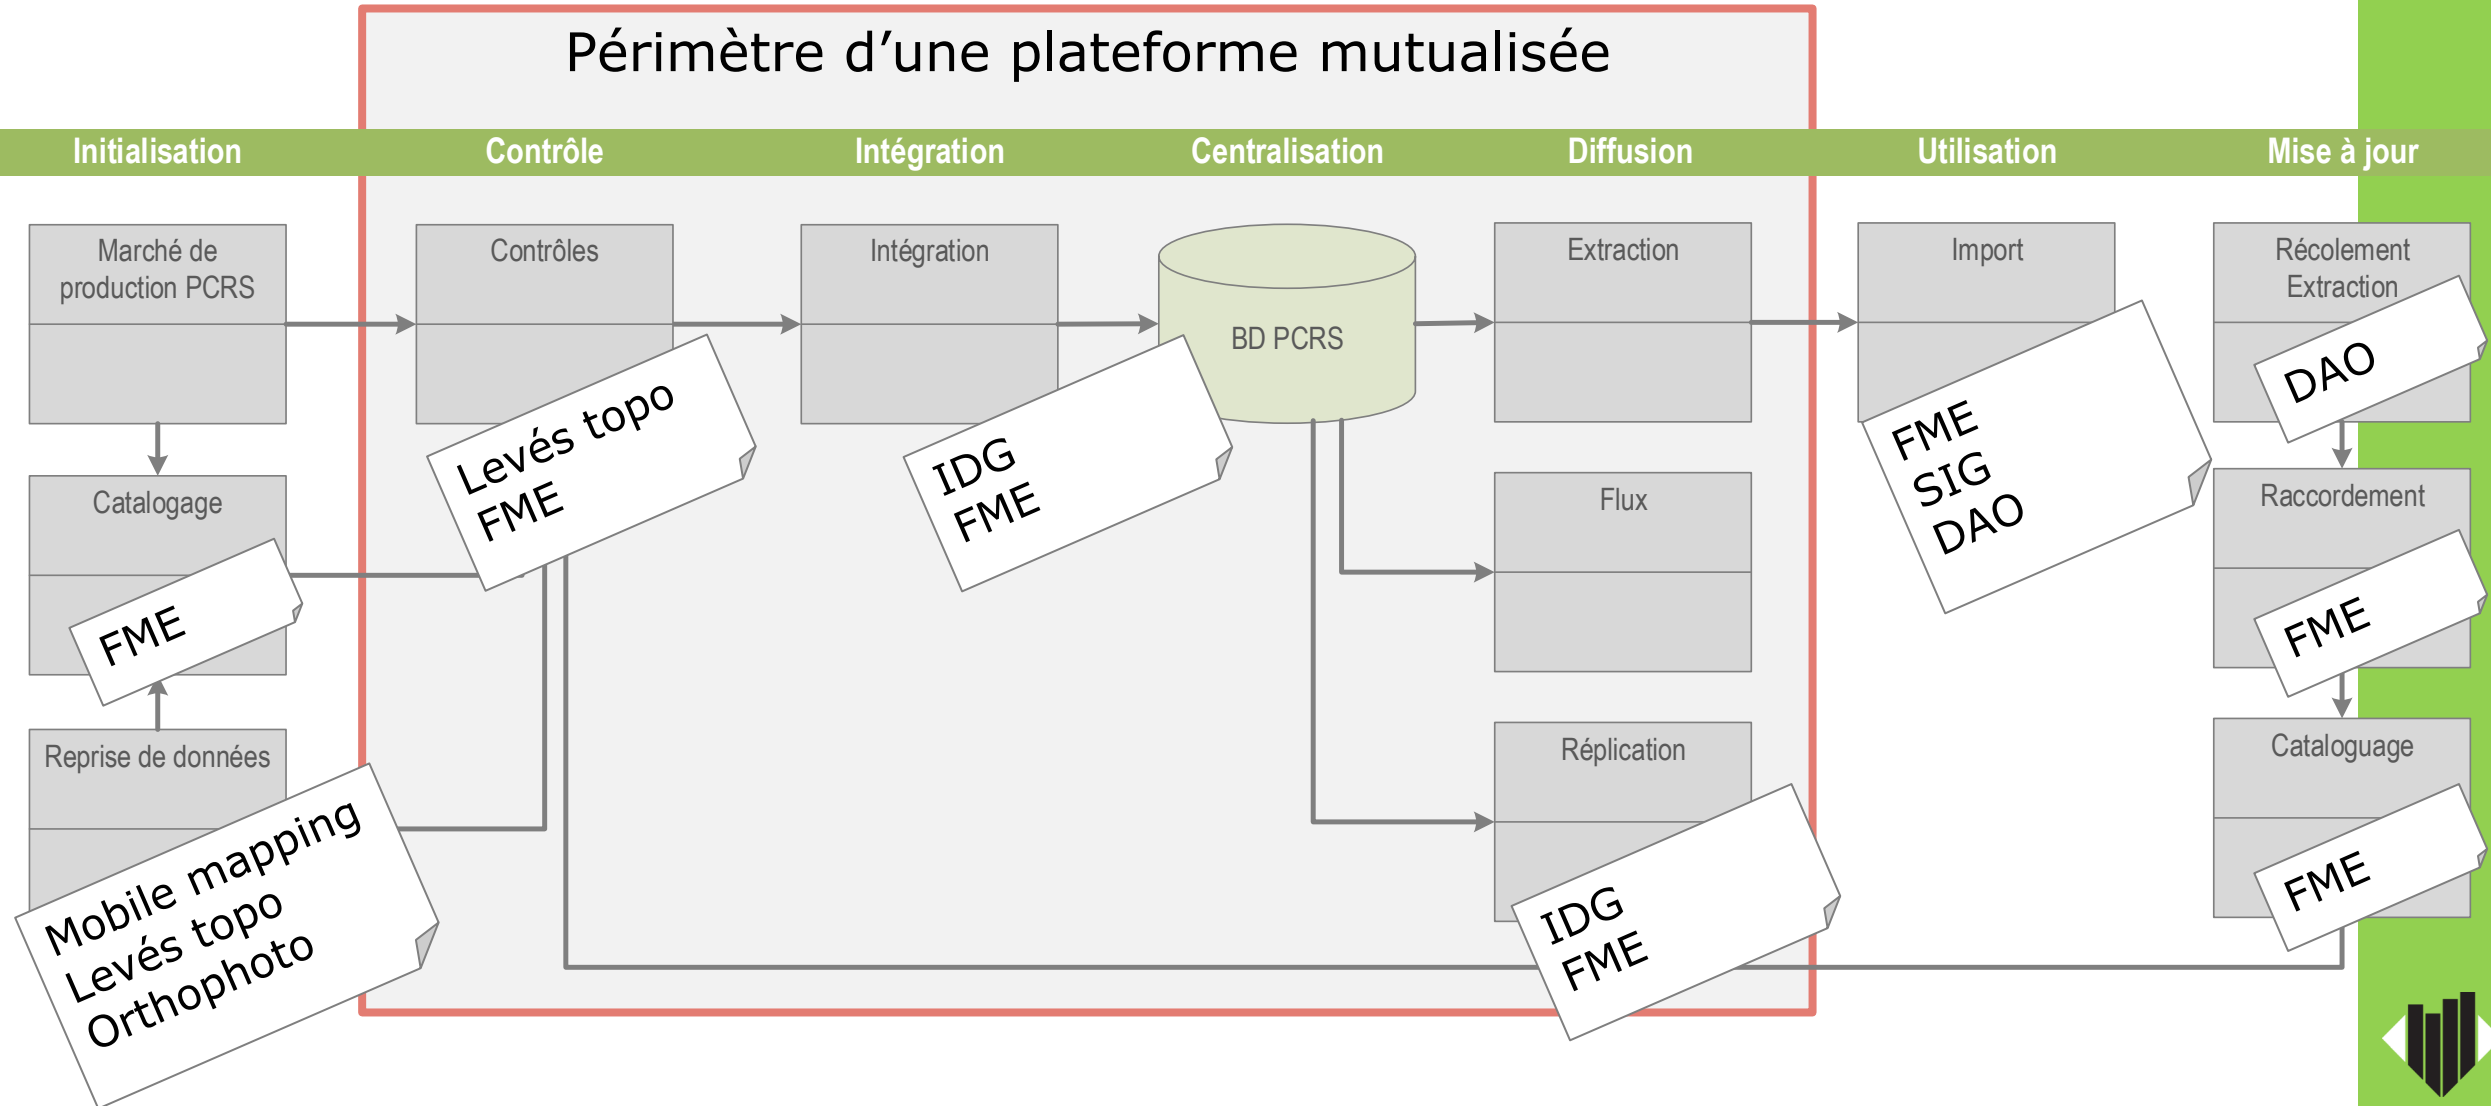 Périmètre d’une plateforme mutualisée
Initialisation
Contrôle
Intégration
Centralisation
Diffusion
Utilisation
Mise à jour
Marché de
production PCRS
Contrôles
Intégration
BD PCRS
Extraction
Import
Récolement
Extraction
DAO
Levés topo
FME
IDG
FME
FME
SIG
DAO
Catalogage
FME
Flux
Raccordement
FME
Reprise de données
Mobile mapping
Levés topo
Orthophoto
Réplication
IDG
FME
Cataloguage
FME